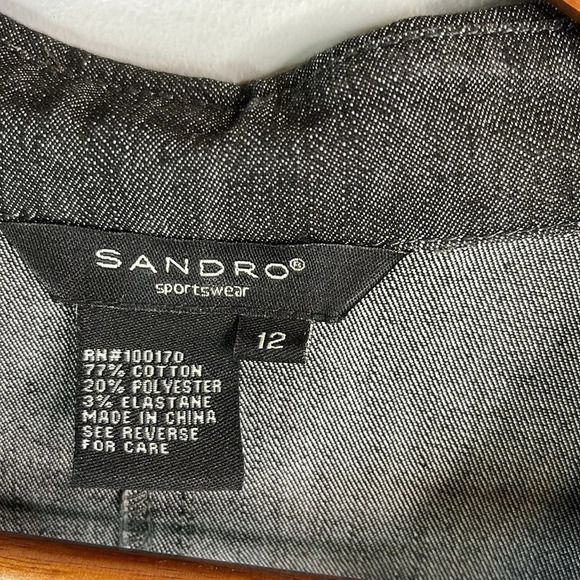 SANDRO®
sportswear
12
RN#100170
77% COTTON
20% POLYESTER
3% ELASTANE
MADE IN CHINA
SEE REVERSE
FOR CARE